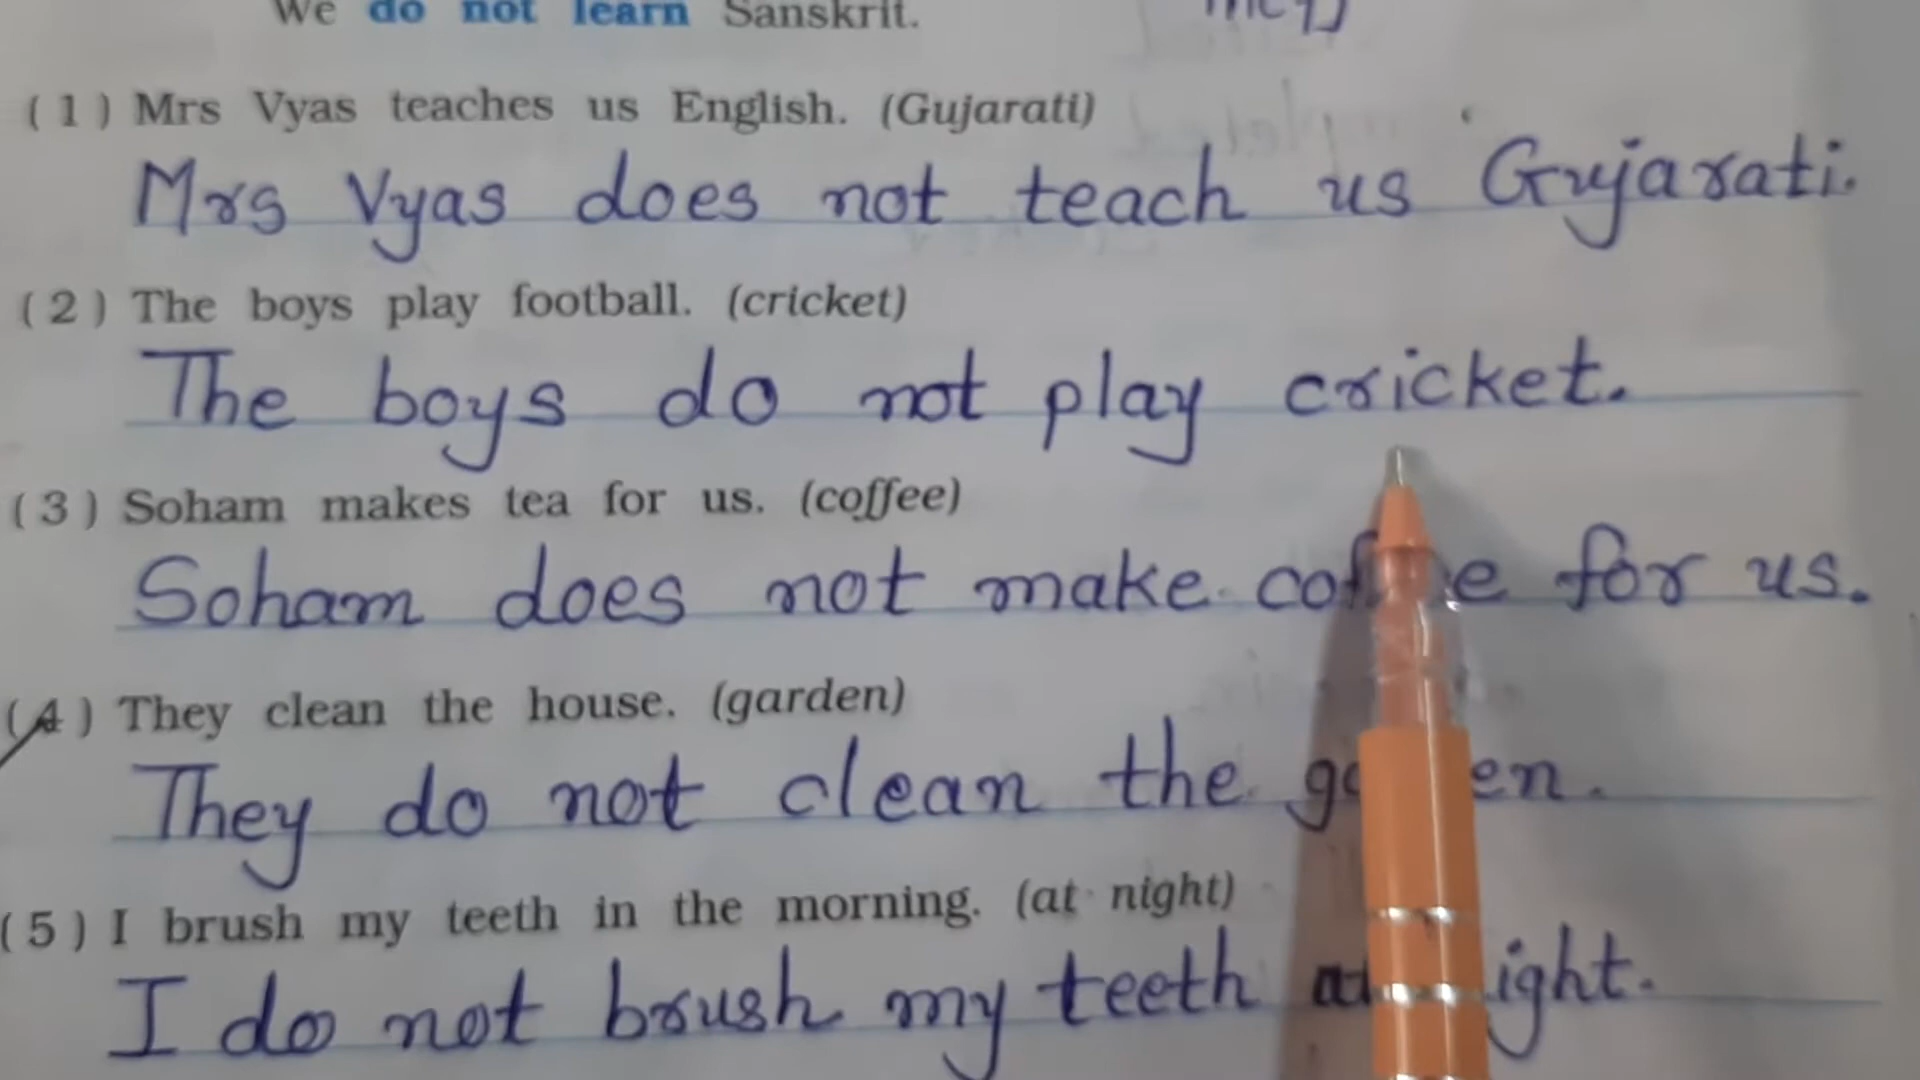 We do not learn Sanskrit.
(1) Mrs Vyas teaches us English. (Gujarati)
Mrs Vyas does not teach us Gujarati.
(2) The boys play football. (cricket)
The boys do not play cricket.
(3) Soham makes tea for us. (coffee)
Soham does not make for us.
(4) They clean the house. (garden)
They do not clean the
(5) I brush my teeth in the morning. (at night)
I do not brush my teeth at